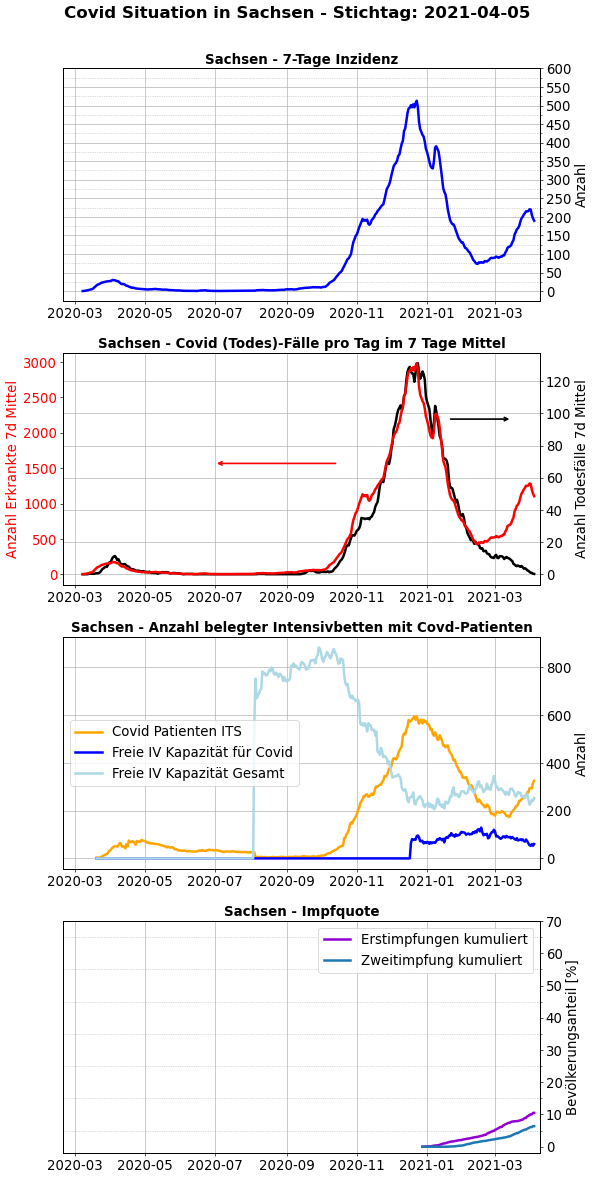 Covid Situation in Sachsen - Stichtag: 2021-04-05
Sachsen - 7-Tage Inzidenz
600
550
500
450
400
350
300
250
200
150
100
50
0
Anzahl
2020-03 2020-05 2020-07 2020-09 2020-11 2021-01 2021-03
Sachsen - Covid (Todes)-Fälle pro Tag im 7 Tage Mittel
Anzahl Erkrankte 7d Mittel
3000
2500
2000
1500
1000
500
0
120
100
80
60
40
20
0
Anzahl Todesfälle 7d Mittel
2020-03 2020-05 2020-07 2020-09 2020-11 2021-01 2021-03
Sachsen - Anzahl belegter Intensivbetten mit Covd-Patienten
Covid Patienten ITS
Freie IV Kapazität für Covid
Freie IV Kapazität Gesamt
800
600
400
200
0
Anzahl
2020-03 2020-05 2020-07 2020-09 2020-11 2021-01 2021-03
Sachsen - Impfquote
Erstimpfungen kumuliert
Zweitimpfung kumuliert
70
60
50
40
30
20
10
0
Bevölkerungsanteil [%]
2020-03 2020-05 2020-07 2020-09 2020-11 2021-01 2021-03